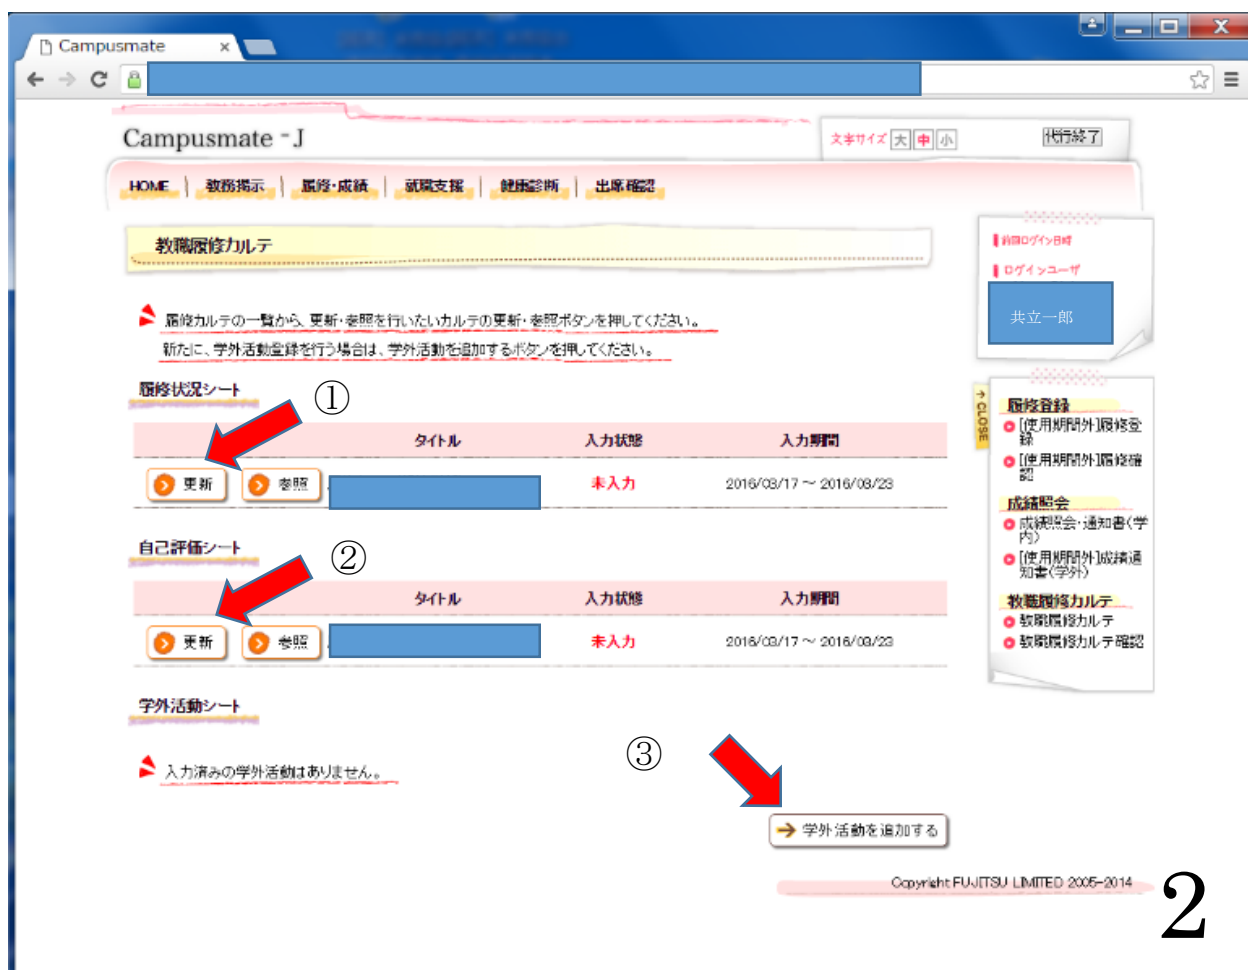 Campusmate
Campusmate-J
文字サイズ 大 中 小
代行終了
HOME 教務掲示 履修・成績 就職支援 健康診断 出席確認
教職履修カルテ
前回ログイン日時
ログインユーザ
共立一郎
履修カルテの一覧から、更新・参照を行いたいカルテの更新・参照ボタンを押してください。
新たに、学外活動登録を行う場合は、学外活動を追加するボタンを押してください。
履修状況シート
①
タイトル 入力状態 入力期間
更新 参照 未入力 2016/03/17 ～ 2016/03/23
自己評価シート
②
タイトル 入力状態 入力期間
更新 参照 未入力 2016/03/17 ～ 2016/03/23
学外活動シート
入力済みの学外活動はありません。
③
学外活動を追加する
→CLOSE
履修登録
[使用期間外]履修登
録
[使用期間外]履修確
認
成績照会
成績照会・通知書(学
内)
[使用期間外]成績通
知書(学外)
教職履修カルテ
教職履修カルテ
教職履修カルテ確認
Copyright FUJITSU LIMITED 2005-2014
2